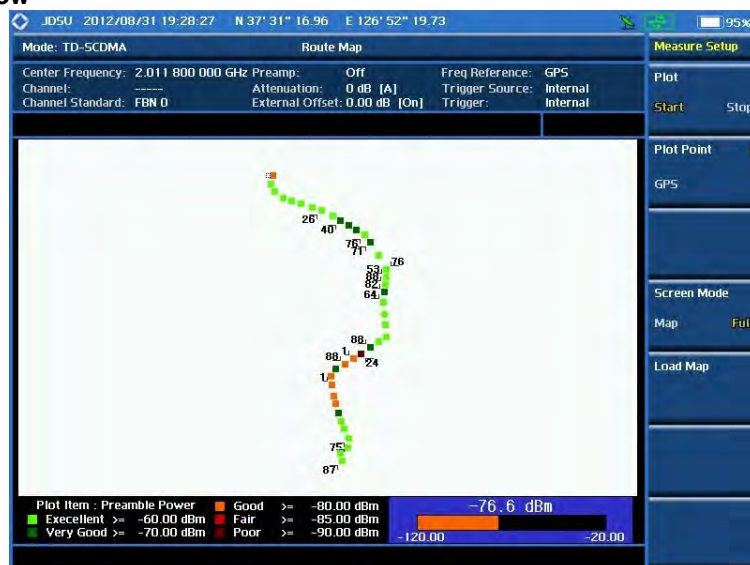 ow
JDSU 2012/08/31 19:28:27 N 37' 31" 16.96 E 126' 52" 19.73 95%
Mode: TD-SCDMA Route Map Measure Setup
Center Frequency: 2.011 800 000 GHz Preamp: Off Freq Reference: GPS
Channel: ----- Attenuation: 0 dB [A] Trigger Source: Internal
Channel Standard: FBN 0 External Offset: 0.00 dB [On] Trigger: Internal
Plot
Start Stop
Plot Point
GPS
Screen Mode
Map Full
Load Map
26
40
76
71
76
53
88
82
64
88
1
88
24
1
75
87
Plot Item : Preamble Power Good >= -80.00 dBm
Execellent >= -60.00 dBm Fair >= -85.00 dBm
Very Good >= -70.00 dBm Poor >= -90.00 dBm
-76.6 dBm
-120.00 -20.00